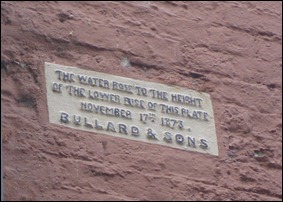 THE WATER ROSE TO THE HEIGHT
OF THE LOWER EDGE OF THIS PLATE
NOVEMBER 17TH 1878.
BULLARD & SONS